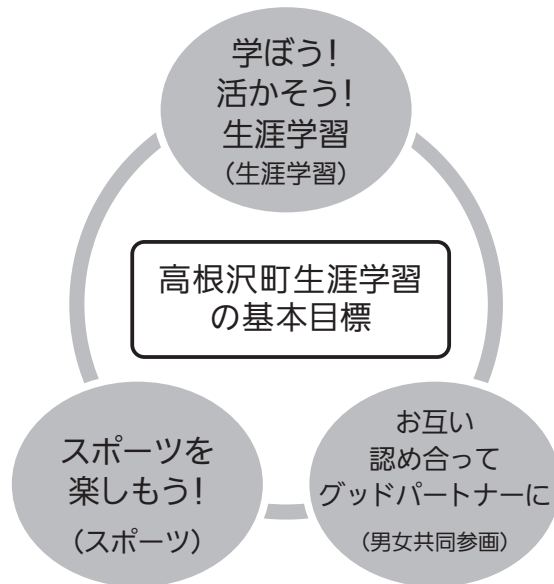 学ぼう!
活かそう!
生涯学習
(生涯学習)
高根沢町生涯学習
の基本目標
スポーツを
楽しもう!
(スポーツ)
お互い
認め合って
グッドパートナーに
(男女共同参画)